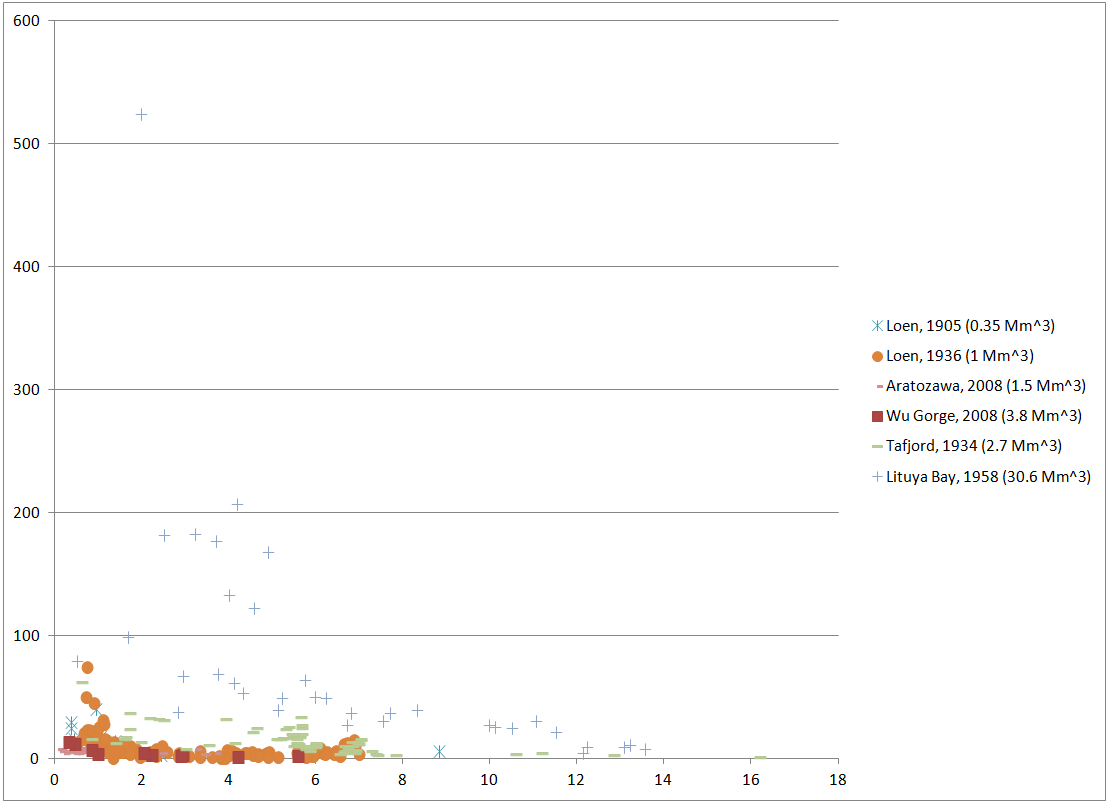 600
500
400
300
200
100
0
0 2 4 6 8 10 12 14 16 18
Loen, 1905 (0.35 Mm^3)
Loen, 1936 (1 Mm^3)
Aratozawa, 2008 (1.5 Mm^3)
Wu Gorge, 2008 (3.8 Mm^3)
Tafjord, 1934 (2.7 Mm^3)
Lituya Bay, 1958 (30.6 Mm^3)